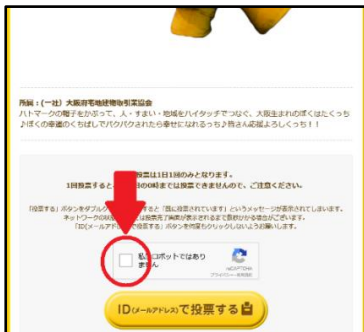 所属：(一社) 大阪府宅地建物取引業協会
ハトマークの帽子をかぶって、人・すまい・地域をハイタッチでつなぐ、大阪生まれのぼくはたくっち
♪ぼくの幸運のくちばしでパクパクされたら幸せになれるっち♪皆さん応援よろしくっち！！
投票は1日1回のみとなります。
1回投票すると の0時までは投票できませんので、ご注意ください。
「投票する」ボタンをダブルク すると「既に投票されています」というメッセージが表示されてしまいます。
ネットワークの状 は投票完了画面が表示されるまで数秒かかる場合がございます。
「ID(メールアドレス)で投票する」ボタンを何度もクリックしないようお願いします。
私 ロボットではあり
ません
reCAPTCHA
プライバシー - 利用規約
ID(メールアドレス)で投票する